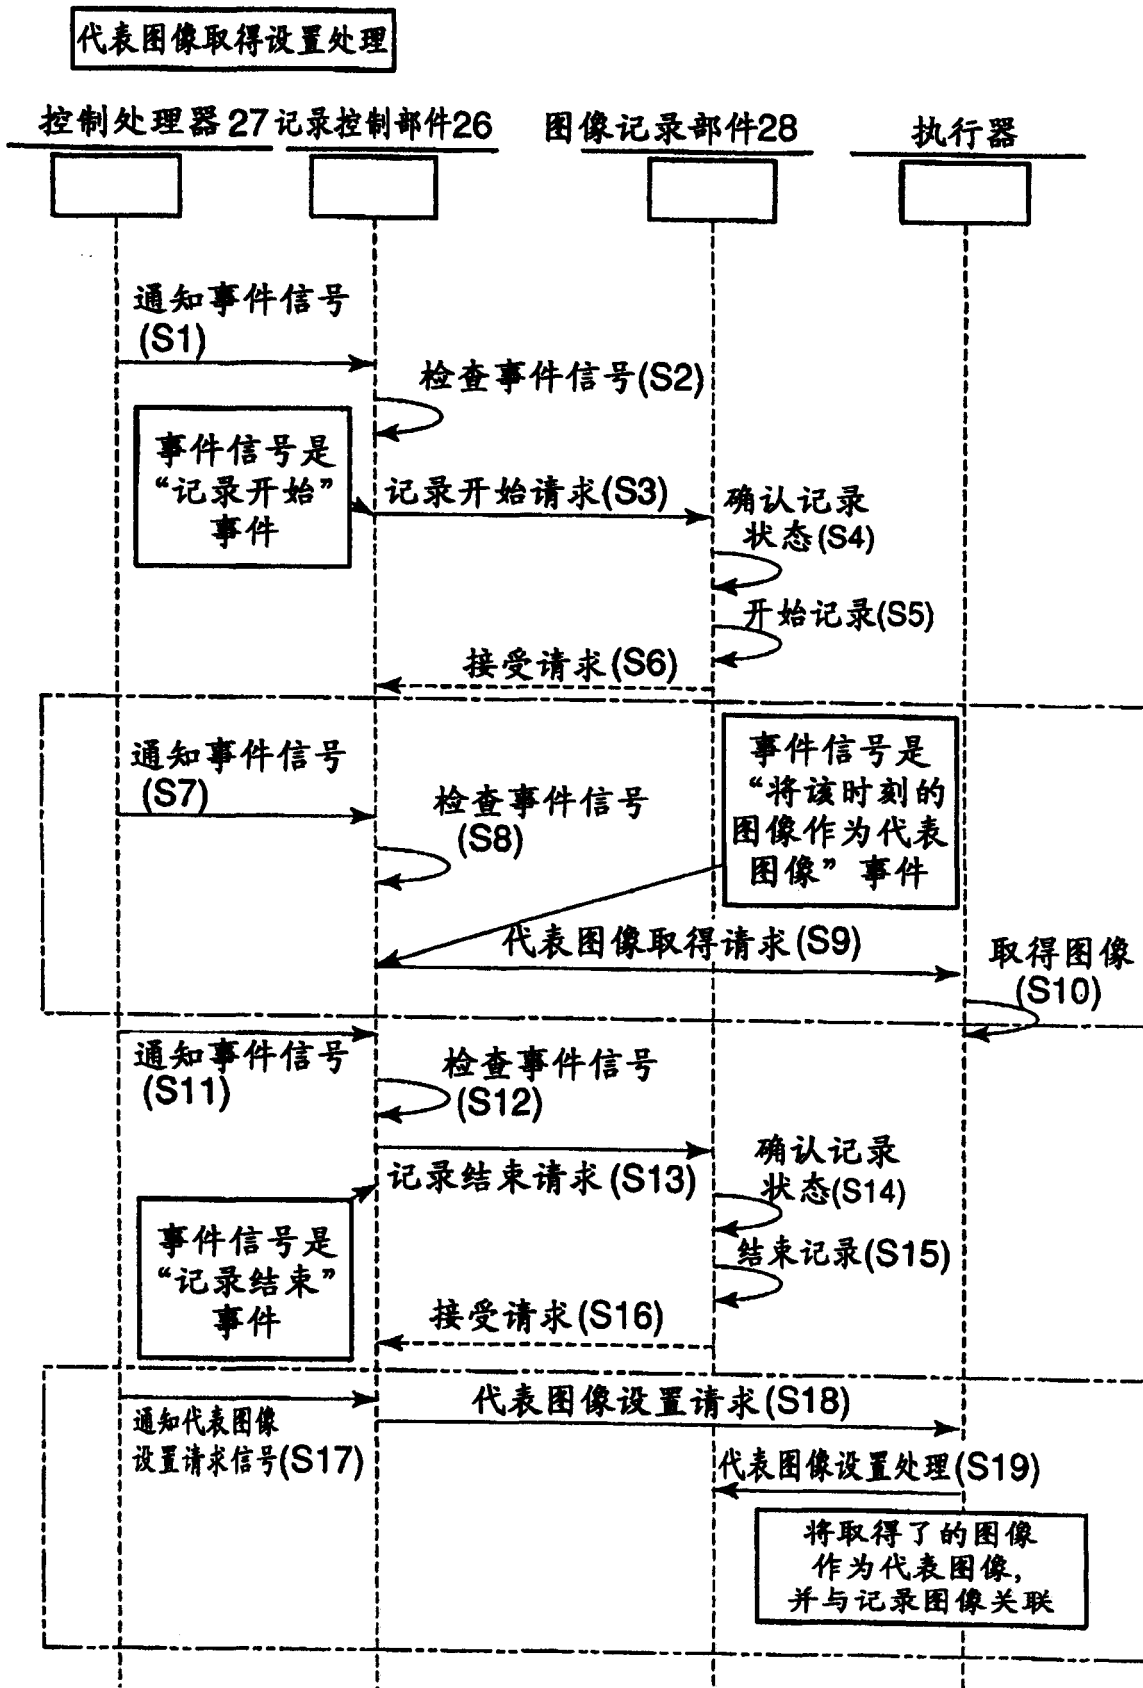 代表图像取得设置处理
控制处理器27
记录控制部件26
图像记录部件28
执行器
通知事件信号
(S1)
检查事件信号(S2)
事件信号是
“记录开始”
事件
记录开始请求(S3)
确认记录
状态(S4)
开始记录(S5)
接受请求(S6)
通知事件信号
(S7)
检查事件信号
(S8)
事件信号是
“将该时刻的
图像作为代表
图像”事件
代表图像取得请求(S9)
取得图像
(S10)
通知事件信号
(S11)
检查事件信号
(S12)
记录结束请求(S13)
确认记录
状态(S14)
事件信号是
“记录结束”
事件
结束记录(S15)
接受请求(S16)
通知代表图像
设置请求信号(S17)
代表图像设置请求(S18)
代表图像设置处理(S19)
将取得了的图像
作为代表图像,
并与记录图像关联